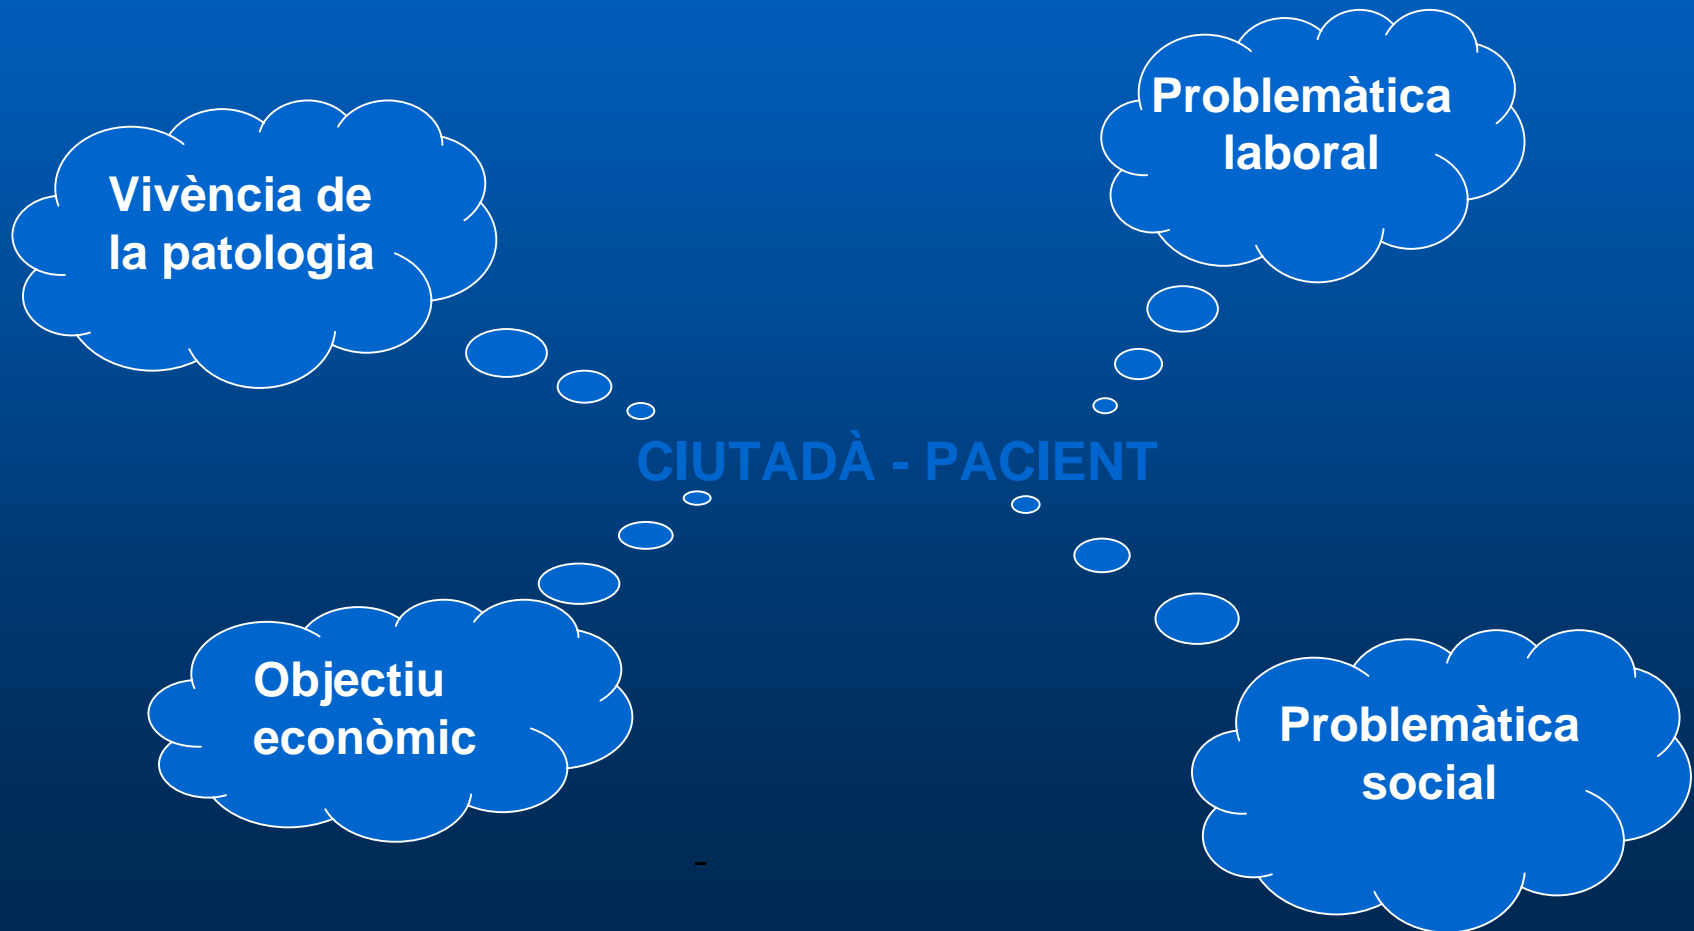 Vivència de
la patologia
Problemàtica
laboral
CIUTADÀ - PACIENT
Objectiu
econòmic
Problemàtica
social
-